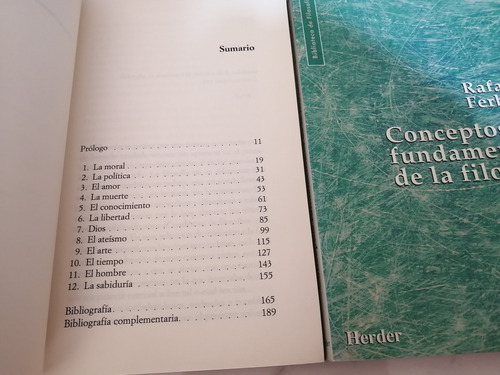 Sumario
Prólogo . . . . . . . . . . . . . . . . . . . . . 11
1. La moral . . . . . . . . . . . . . . . . . . 19
2. La política . . . . . . . . . . . . . . . . . 31
3. El amor . . . . . . . . . . . . . . . . . . . 43
4. La muerte . . . . . . . . . . . . . . . . . . 53
5. El conocimiento . . . . . . . . . . . . . . . 61
6. La libertad . . . . . . . . . . . . . . . . . 73
7. Dios . . . . . . . . . . . . . . . . . . . . 85
8. El ateísmo . . . . . . . . . . . . . . . . . 99
9. El arte . . . . . . . . . . . . . . . . . . . 115
10. El tiempo . . . . . . . . . . . . . . . . . 127
11. El hombre . . . . . . . . . . . . . . . . . 143
12. La sabiduría . . . . . . . . . . . . . . . . 155
Bibliografía . . . . . . . . . . . . . . . . . . 165
Bibliografía complementaria . . . . . . . . . . . 189
Biblioteca de
Concepto
fundame
de la filo
Herder